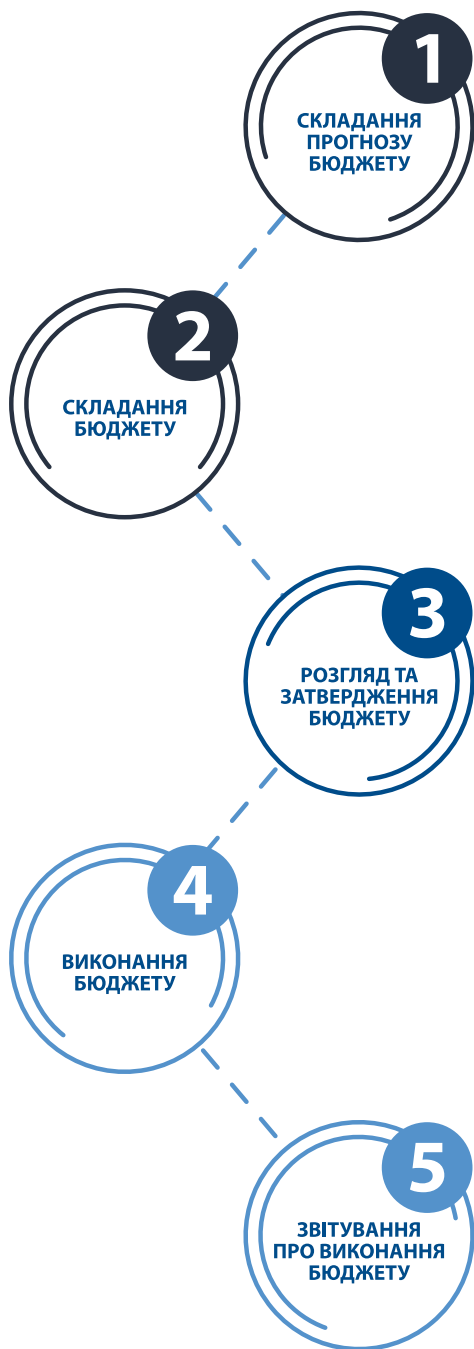 1
СКЛАДАННЯ
ПРОГНОЗУ
БЮДЖЕТУ
2
СКЛАДАННЯ
БЮДЖЕТУ
3
РОЗГЛЯД ТА
ЗАТВЕРДЖЕННЯ
БЮДЖЕТУ
4
ВИКОНАННЯ
БЮДЖЕТУ
5
ЗВІТУВАННЯ
ПРО ВИКОНАННЯ
БЮДЖЕТУ